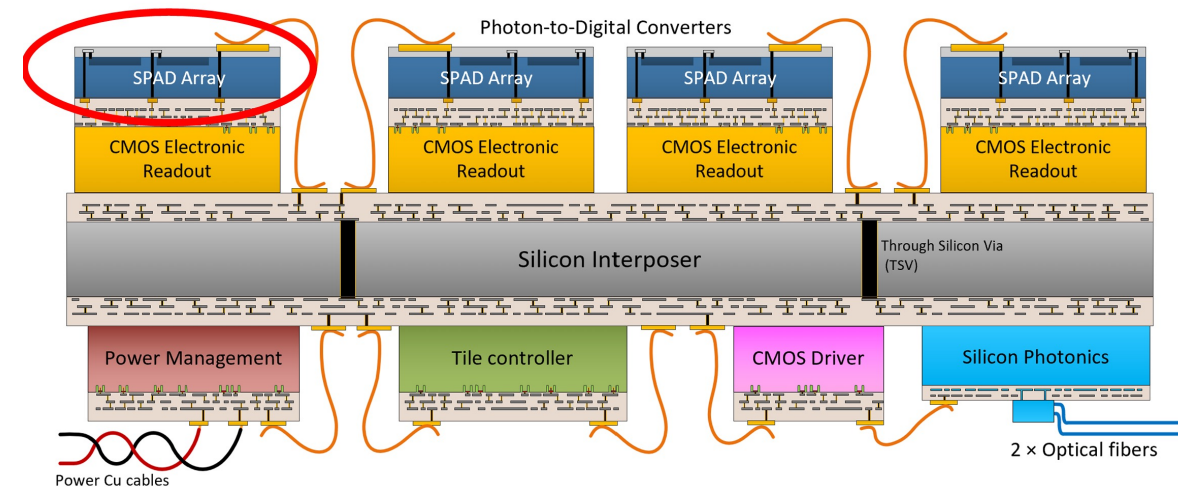 Photon-to-Digital Converters
SPAD Array
SPAD Array
SPAD Array
SPAD Array
CMOS Electronic
Readout
CMOS Electronic
Readout
CMOS Electronic
Readout
CMOS Electronic
Readout
Silicon Interposer
Through Silicon Via
(TSV)
Power Management
Tile controller
CMOS Driver
Silicon Photonics
2 × Optical fibers
Power Cu cables